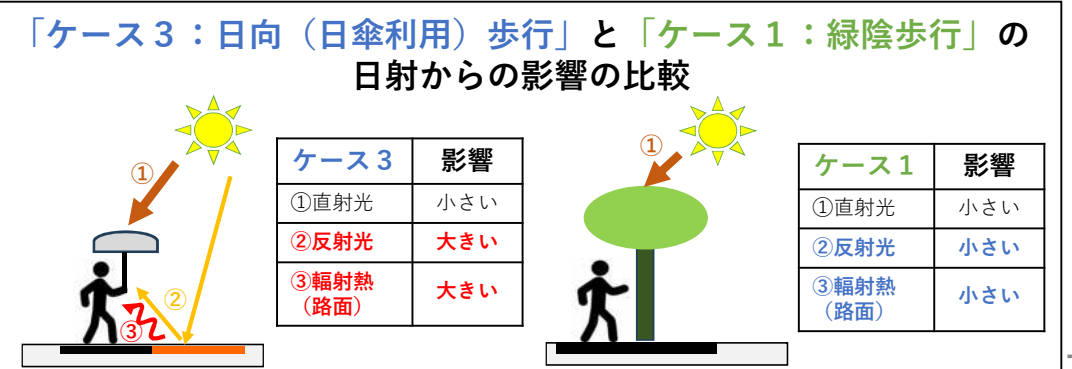 「ケース３：日向（日傘利用）歩行」と「ケース１：緑陰歩行」の
日射からの影響の比較
①
②
③
ケース３ 影響
①直射光 小さい
②反射光 大きい
③輻射熱
（路面） 大きい
①
ケース１ 影響
①直射光 小さい
②反射光 小さい
③輻射熱
（路面） 小さい